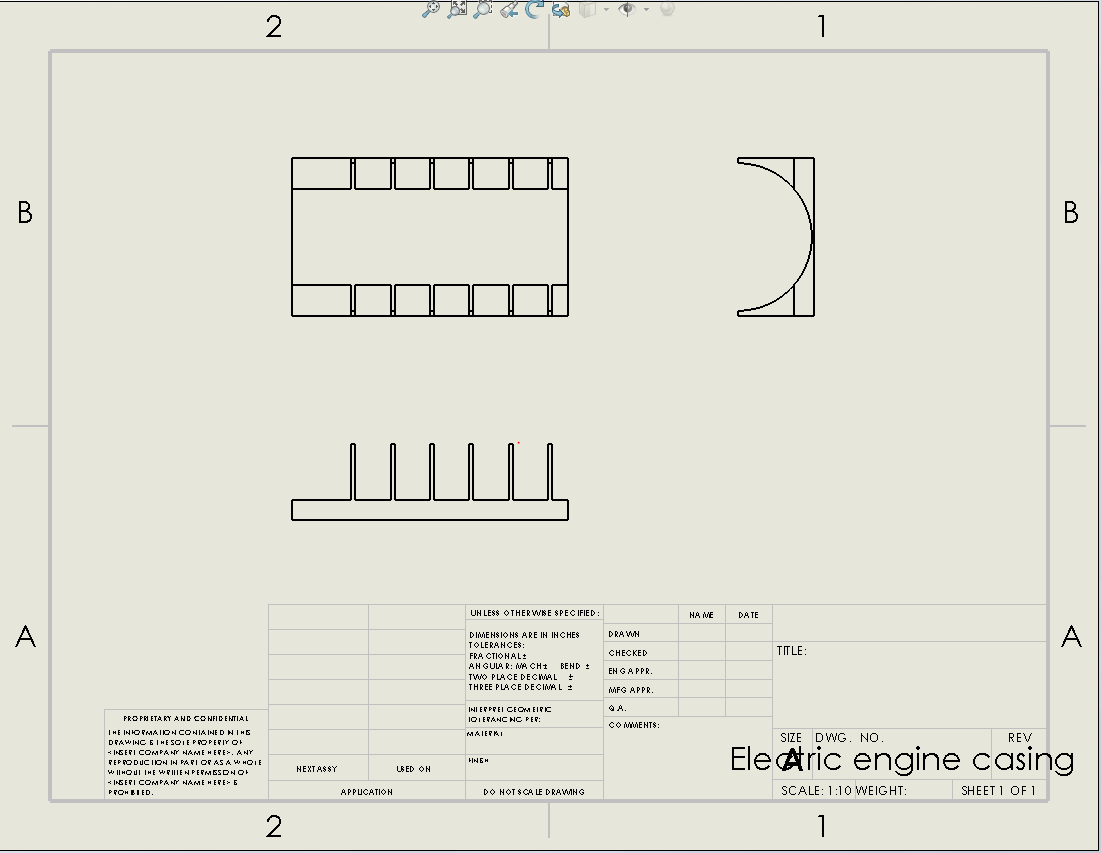 2
1
B
B
A
A
UNLESS OTHERWISE SPECIFIED:
NAME
DATE
DIMENSIONS ARE IN INCHES
TOLERANCES:
FRACTIONAL±
ANGULAR: MACH± BEND ±
TWO PLACE DECIMAL ±
THREE PLACE DECIMAL ±
DRAWN
CHECKED
ENG APPR.
MFG APPR.
Q.A.
COMMENTS:
TITLE:
INTERPRET GEOMETRIC
TOLERANCING PER:
MATERIAL
FINISH
PROPRIETARY AND CONFIDENTIAL
THE INFORMATION CONTAINED IN THIS
DRAWING IS THE SOLE PROPERTY OF
<INSERT COMPANY NAME HERE>. ANY
REPRODUCTION IN PART OR AS A WHOLE
WITHOUT THE WRITTEN PERMISSION OF
<INSERT COMPANY NAME HERE> IS
PROHIBITED.
NEXT ASSY
USED ON
APPLICATION
DO NOT SCALE DRAWING
SIZE
DWG. NO.
REV
A
Electric engine casing
SCALE: 1:10
WEIGHT:
SHEET 1 OF 1
2
1